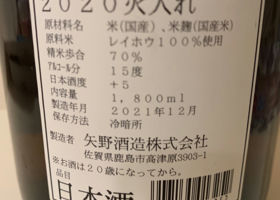 2020火入れ
原材料名 米(国産)、米麹(国産米)
原料米 レイホウ100%使用
精米歩合 70%
アルコール分 15度
日本酒度 +5
内容量 1,800ml
製造年月 2021年12月
保存方法 冷暗所
製造者 矢野酒造株式会社
佐賀県鹿島市高津原3903-1
※お酒は20歳になってから。
品目
日本酒